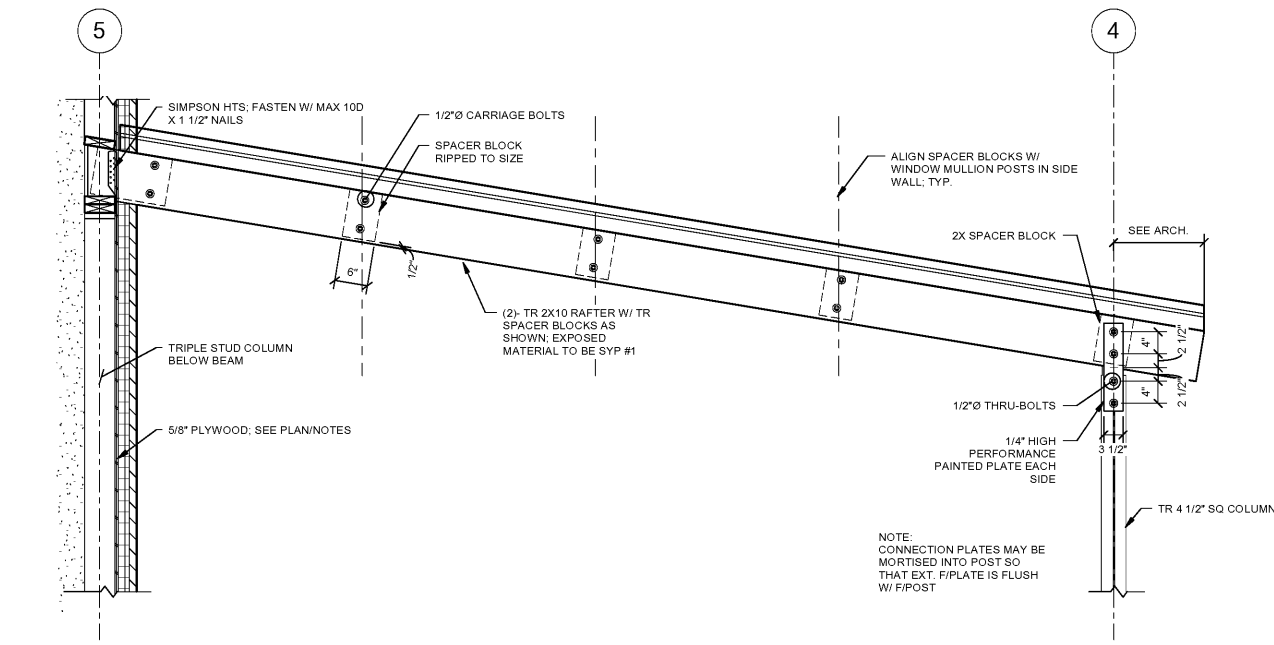 5
4
SIMPSON HTS; FASTEN W/ MAX 10D
X 1 1/2" NAILS
1/2"Ø CARRIAGE BOLTS
SPACER BLOCK
RIPPED TO SIZE
ALIGN SPACER BLOCKS W/
WINDOW MULLION POSTS IN SIDE
WALL; TYP.
2X SPACER BLOCK
SEE ARCH.
6"
1/2"
(2)- TR 2X10 RAFTER W/ TR
SPACER BLOCKS AS
SHOWN; EXPOSED
MATERIAL TO BE SYP #1
TRIPLE STUD COLUMN
BELOW BEAM
4"
2 1/2"
4"
2 1/2"
1/2"Ø THRU-BOLTS
5/8" PLYWOOD; SEE PLAN/NOTES
1/4" HIGH
PERFORMANCE
PAINTED PLATE EACH
SIDE
3 1/2"
TR 4 1/2" SQ COLUMN
NOTE:
CONNECTION PLATES MAY BE
MORTISED INTO POST SO
THAT EXT. F/PLATE IS FLUSH
W/ F/POST